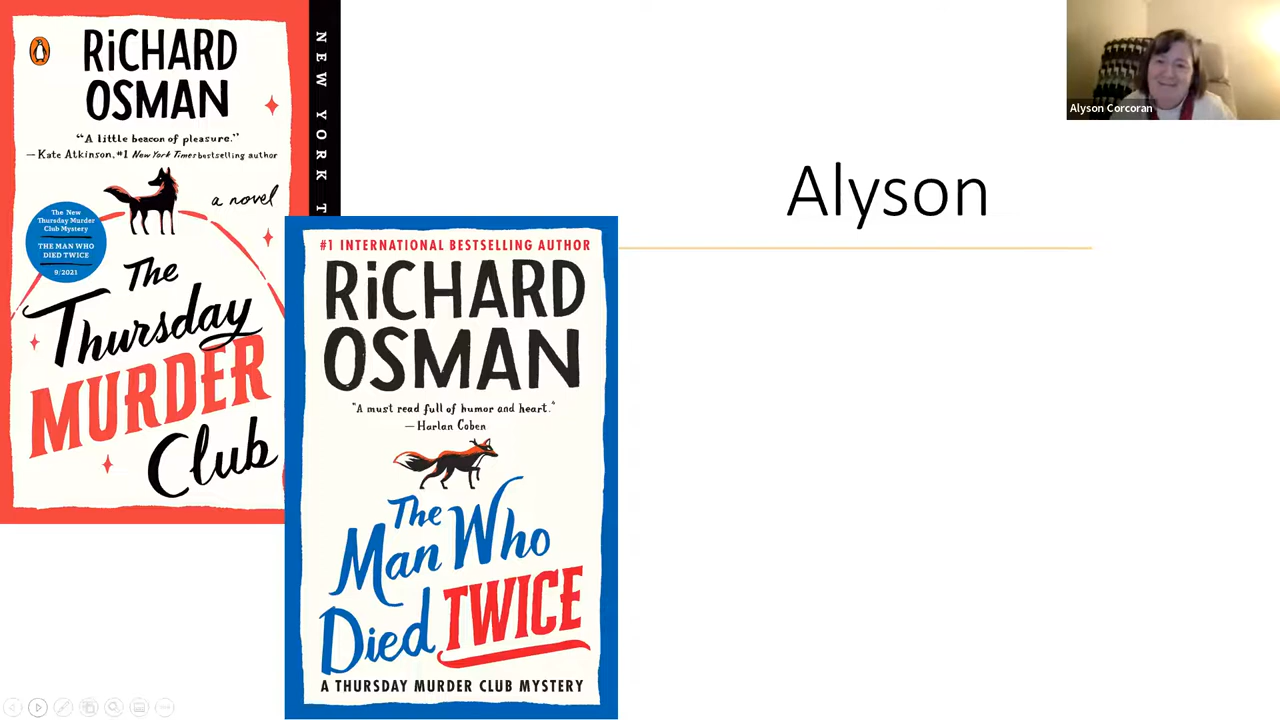 RiCHARD
OSMAN
"A little beacon of pleasure."
—Kate Atkinson, #1 New York Times bestselling author
a novel
The New
Thursday Murder
Club Mystery
THE MAN WHO
DIED TWICE
9/2021
The
Thursday
MURDER
Club
NEW YORK T
#1 INTERNATIONAL BESTSELLING AUTHOR
RiCHARD
OSMAN
"A must read full of humor and heart."
—Harlan Coben
The
Man Who
Died TWICE
A THURSDAY MURDER CLUB MYSTERY
Alyson
Alyson Corcoran